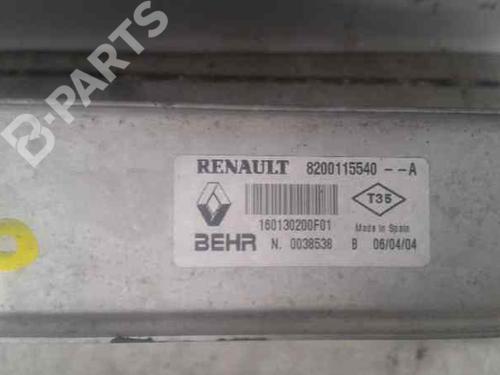 B-PARTS
RENAULT 8200115540 --A
T35
160130200F01 Made in Spain
BEHR N. 0038538 B 06/04/04